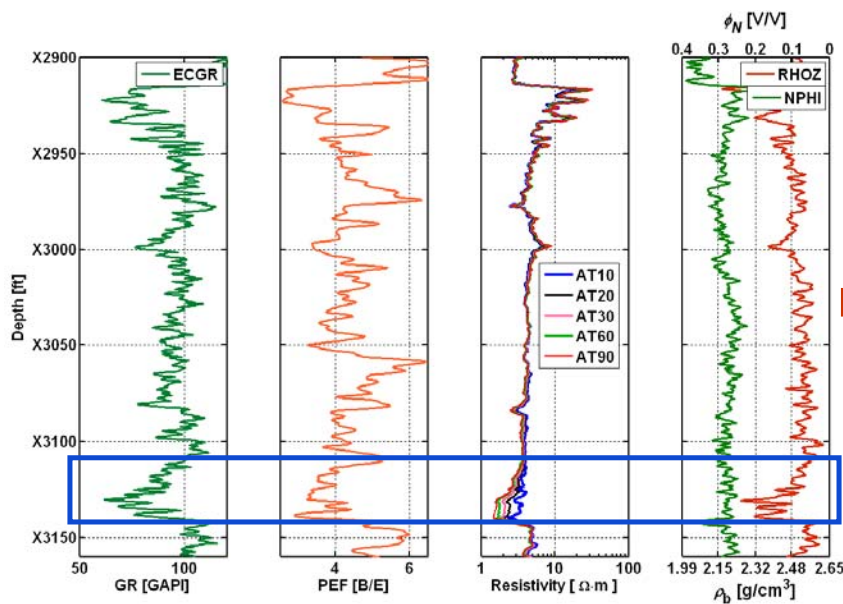 ϕN [V/V]
0.4 0.3 0.2 0.1 0
X2900
X2950
X3000
X3050
X3100
X3150
Depth [ft]
ECGR
50 100
GR [GAPI]
4 6
PEF [B/E]
AT10
AT20
AT30
AT60
AT90
1 10 100
Resistivity [ Ω·m ]
RHOZ
NPHI
1.99 2.15 2.32 2.48 2.65
ρb [g/cm3]